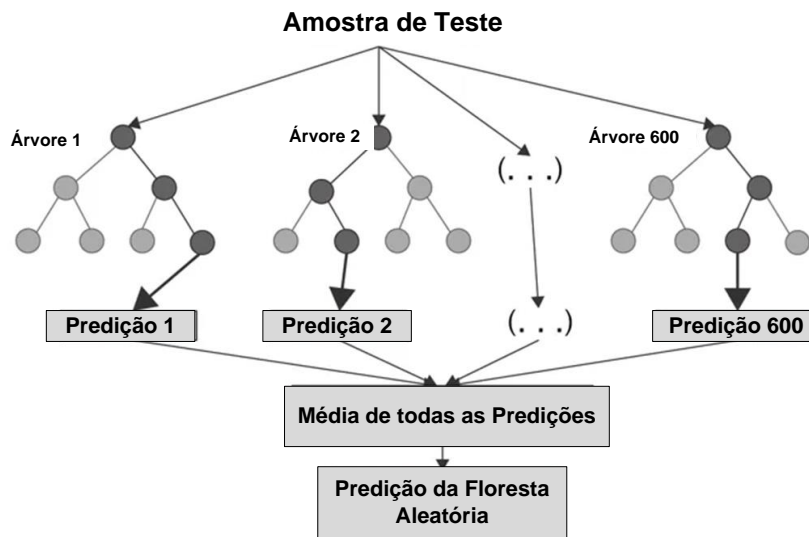 Amostra de Teste
Árvore 1
Árvore 2
Árvore 600
(. . .)
(. . .)
Predição 1
Predição 2
Predição 600
Média de todas as Predições
Predição da Floresta
Aleatória